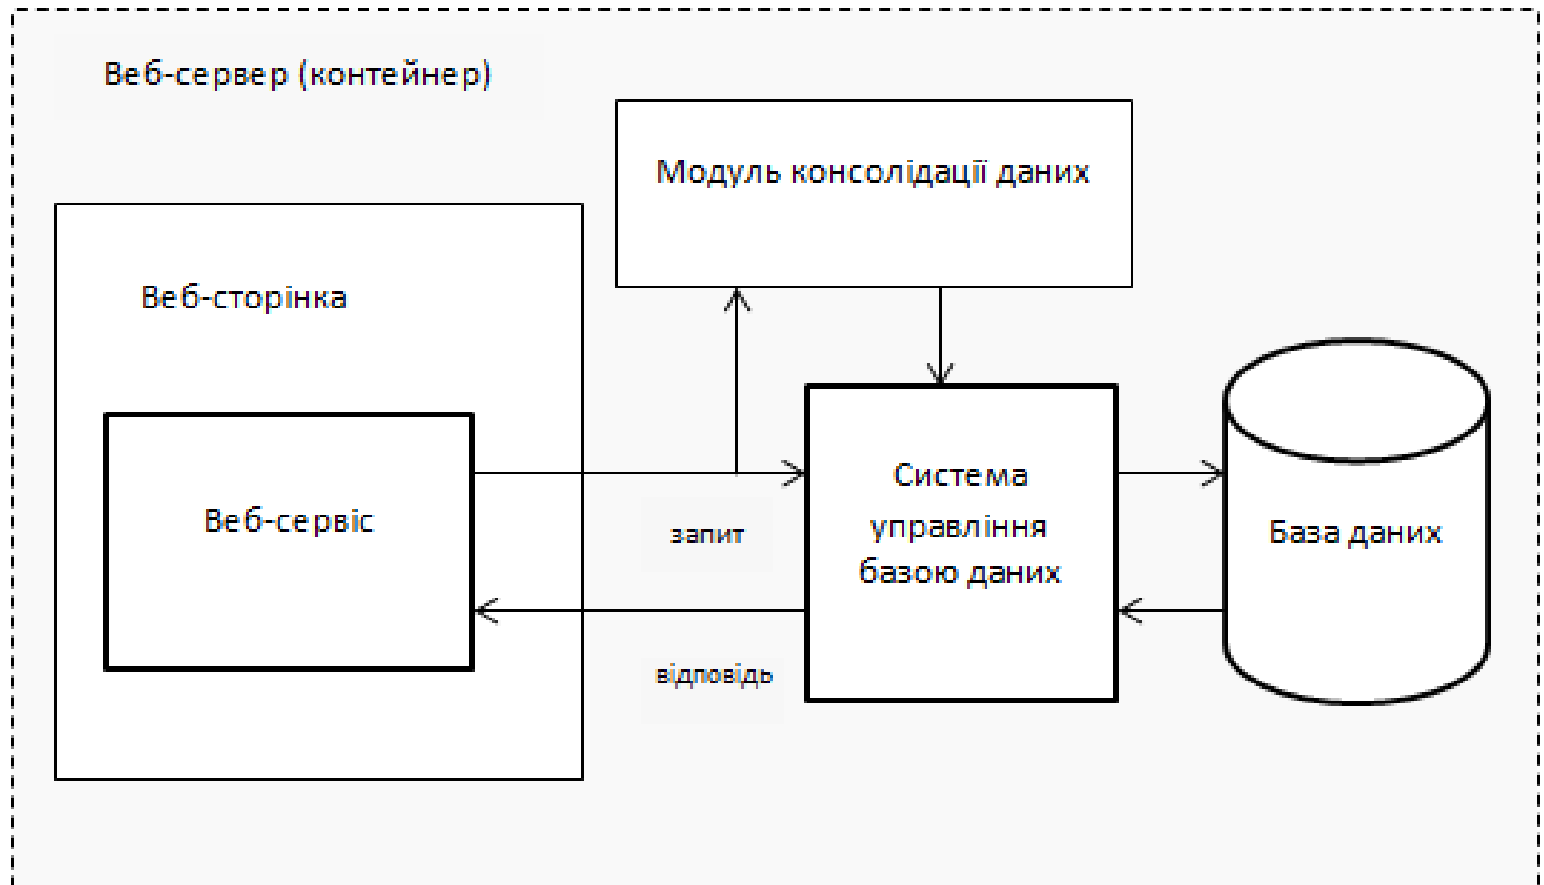 Веб-сервер (контейнер)
Модуль консолідації даних
Веб-сторінка
Веб-сервіс
запит
відповідь
Система
управління
базою даних
База даних